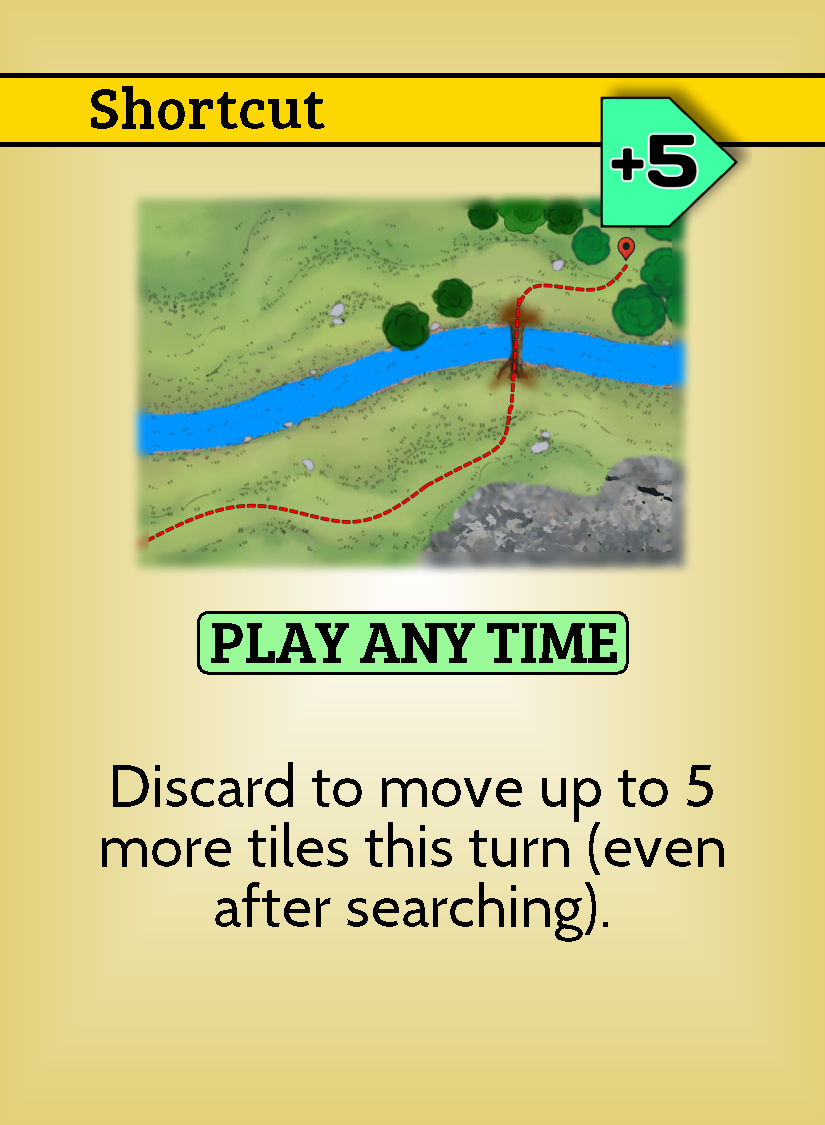 Shortcut
+5
PLAY ANY TIME
Discard to move up to 5
more tiles this turn (even
after searching).